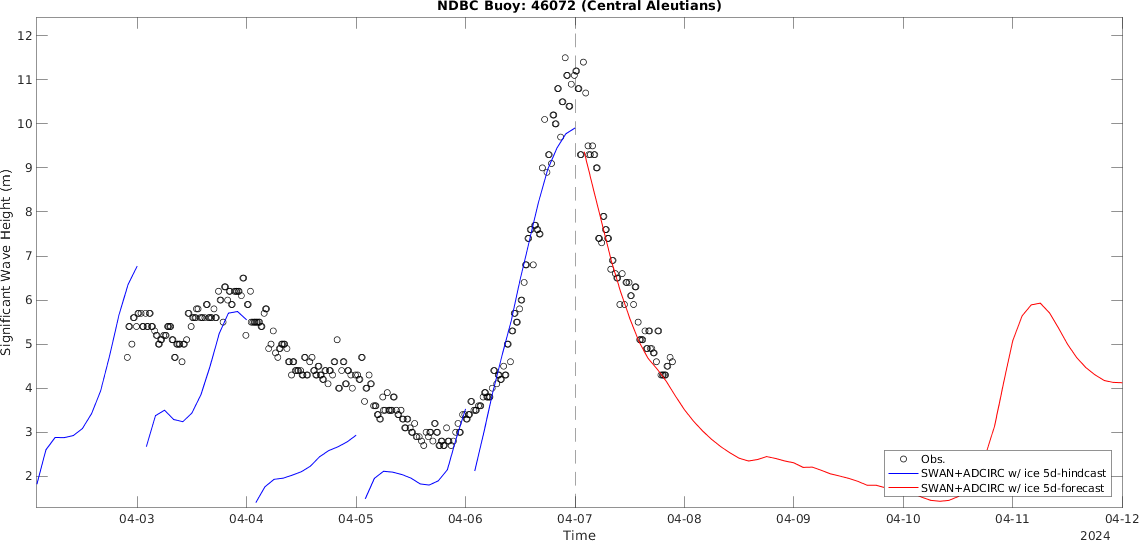 NDBC Buoy: 46072 (Central Aleutians)
12
11
10
9
8
7
6
5
4
3
2
Significant Wave Height (m)
Obs.
SWAN+ADCIRC w/ ice 5d-hindcast
SWAN+ADCIRC w/ ice 5d-forecast
04-03 04-04 04-05 04-06 04-07 04-08 04-09 04-10 04-11 04-12
Time
2024